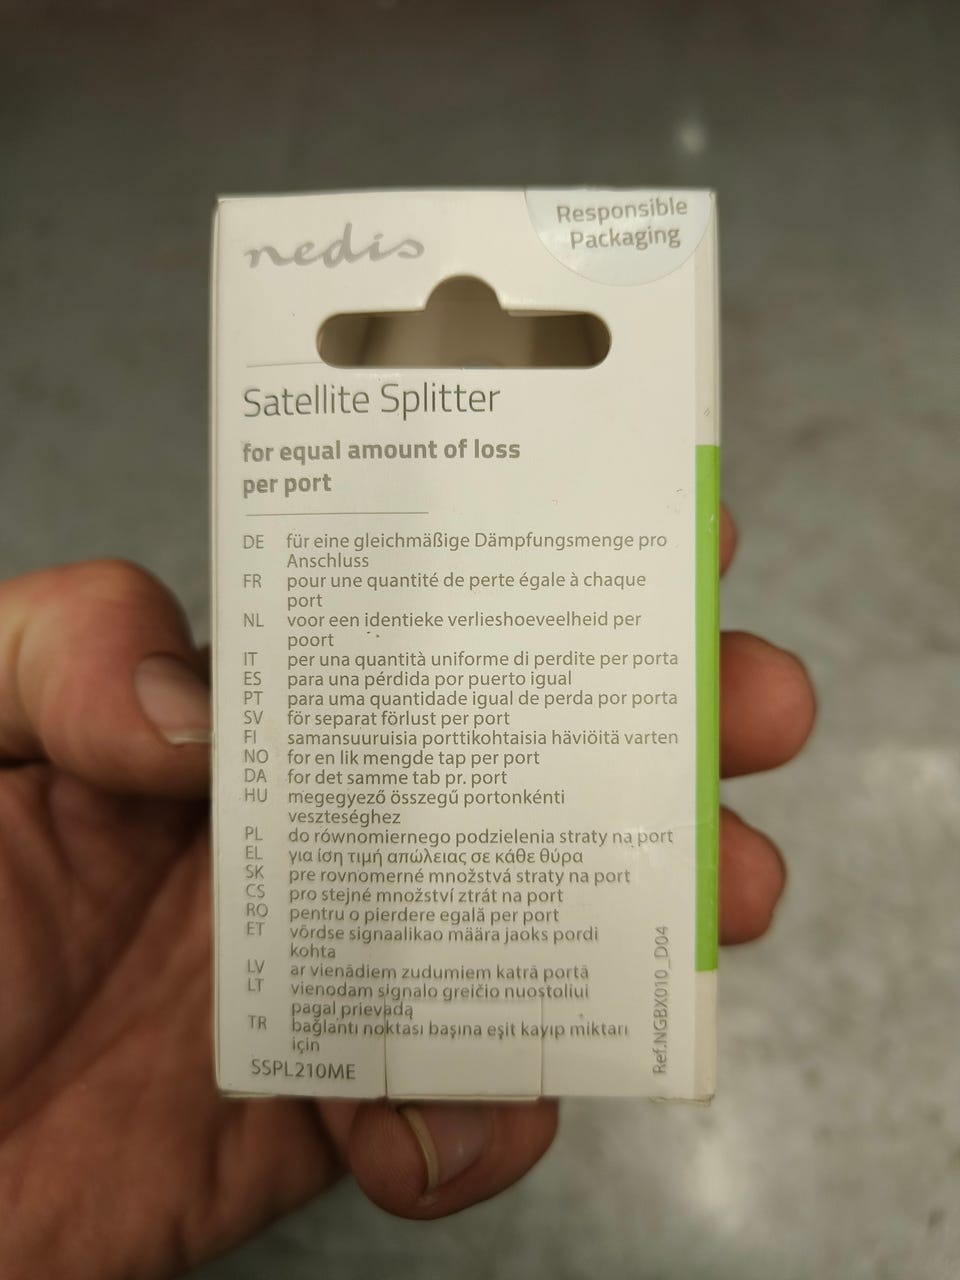 nedis
Responsible
Packaging
Satellite Splitter
for equal amount of loss
per port
DE für eine gleichmäßige Dämpfungsmenge pro
Anschluss
FR pour une quantité de perte égale à chaque
port
NL voor een identieke verlieshoeveelheid per
poort
IT per una quantità uniforme di perdite per porta
ES para una pérdida por puerto igual
PT para uma quantidade igual de perda por porta
SV för separat förlust per port
FI samansuuruisia porttikohtaisia häviöitä varten
NO for en lik mengde tap per port
DA for det samme tab pr. port
HU megegyező összegű portonkénti
veszteséghez
PL do równomiernego podzielenia straty na port
EL για ίση τιμή απώλειας σε κάθε θύρα
SK pre rovnomerné množstvá straty na port
CS pro stejné množství ztrát na port
RO pentru o pierdere egală per port
ET võrdse signaalikao määra jaoks pordi
kohta
LV ar vienādiem zudumiem katrā portā
LT vienodam signalo greičio nuostoliui
pagal prievadą
TR bağlantı noktası başına eşit kayıp miktarı
için
SSPL210ME
Ref.NGBX010_D04